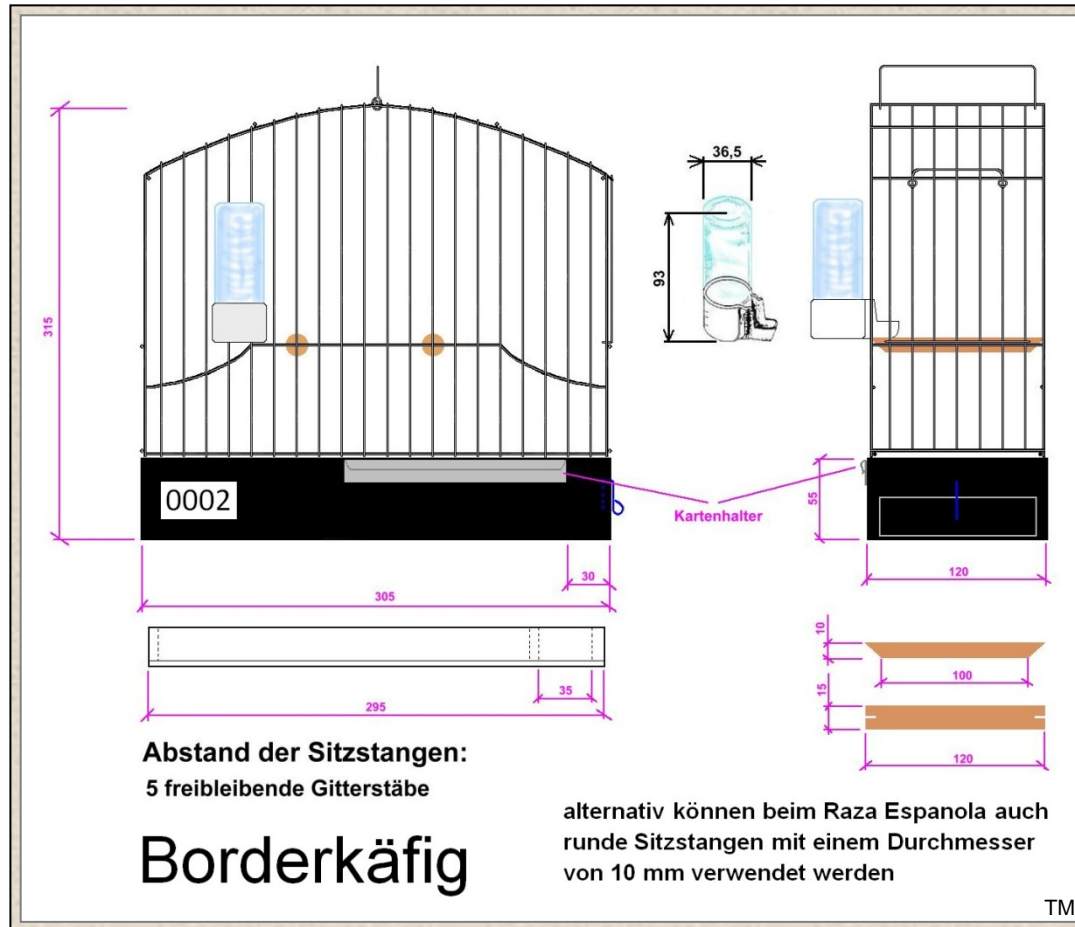 36,5
93
315
0002
Kartenhalter
55
30
305
120
10
100
35
295
15
120
Abstand der Sitzstangen:
5 freibleibende Gitterstäbe
Borderkäfig
alternativ können beim Raza Espanola auch
runde Sitzstangen mit einem Durchmesser
von 10 mm verwendet werden
TM